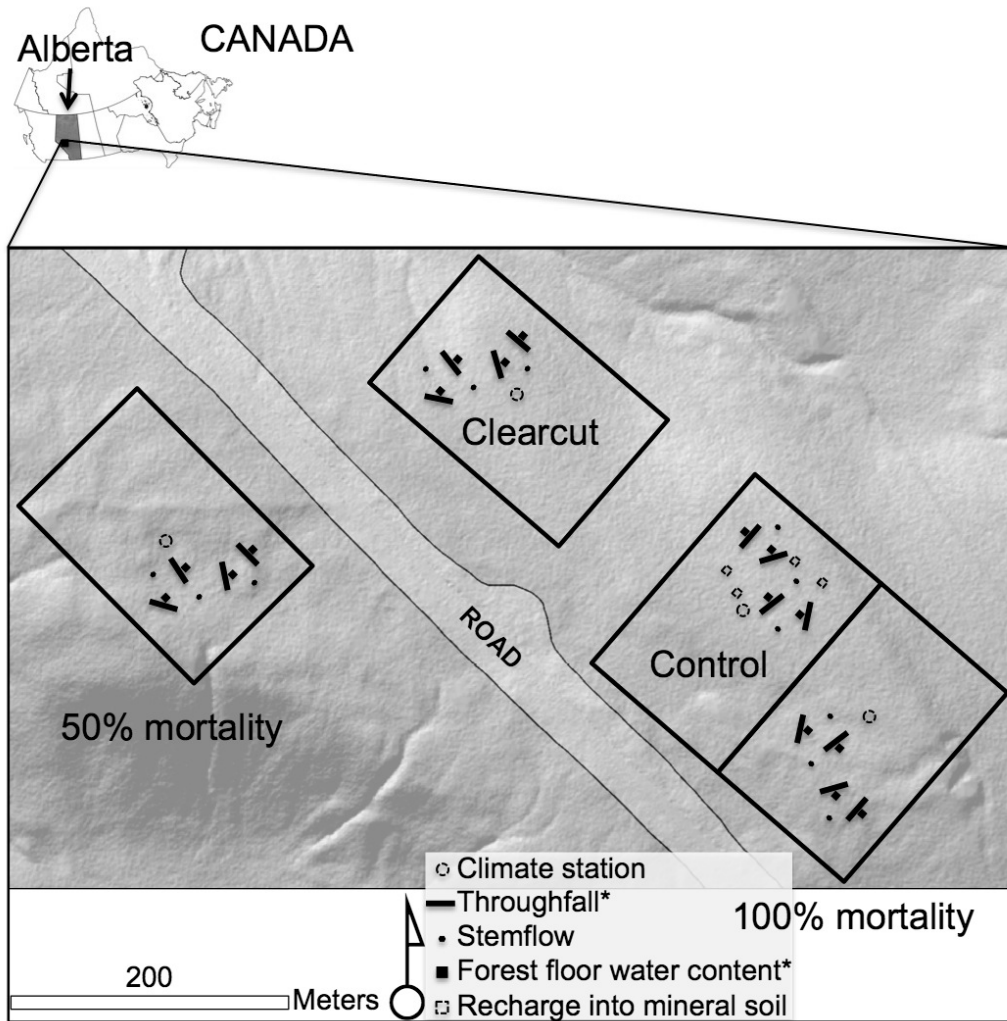 CANADA
Alberta
Clearcut
ROAD
Control
50% mortality
Climate station
Throughfall*
Stemflow
Forest floor water content*
Recharge into mineral soil
100% mortality
200
Meters